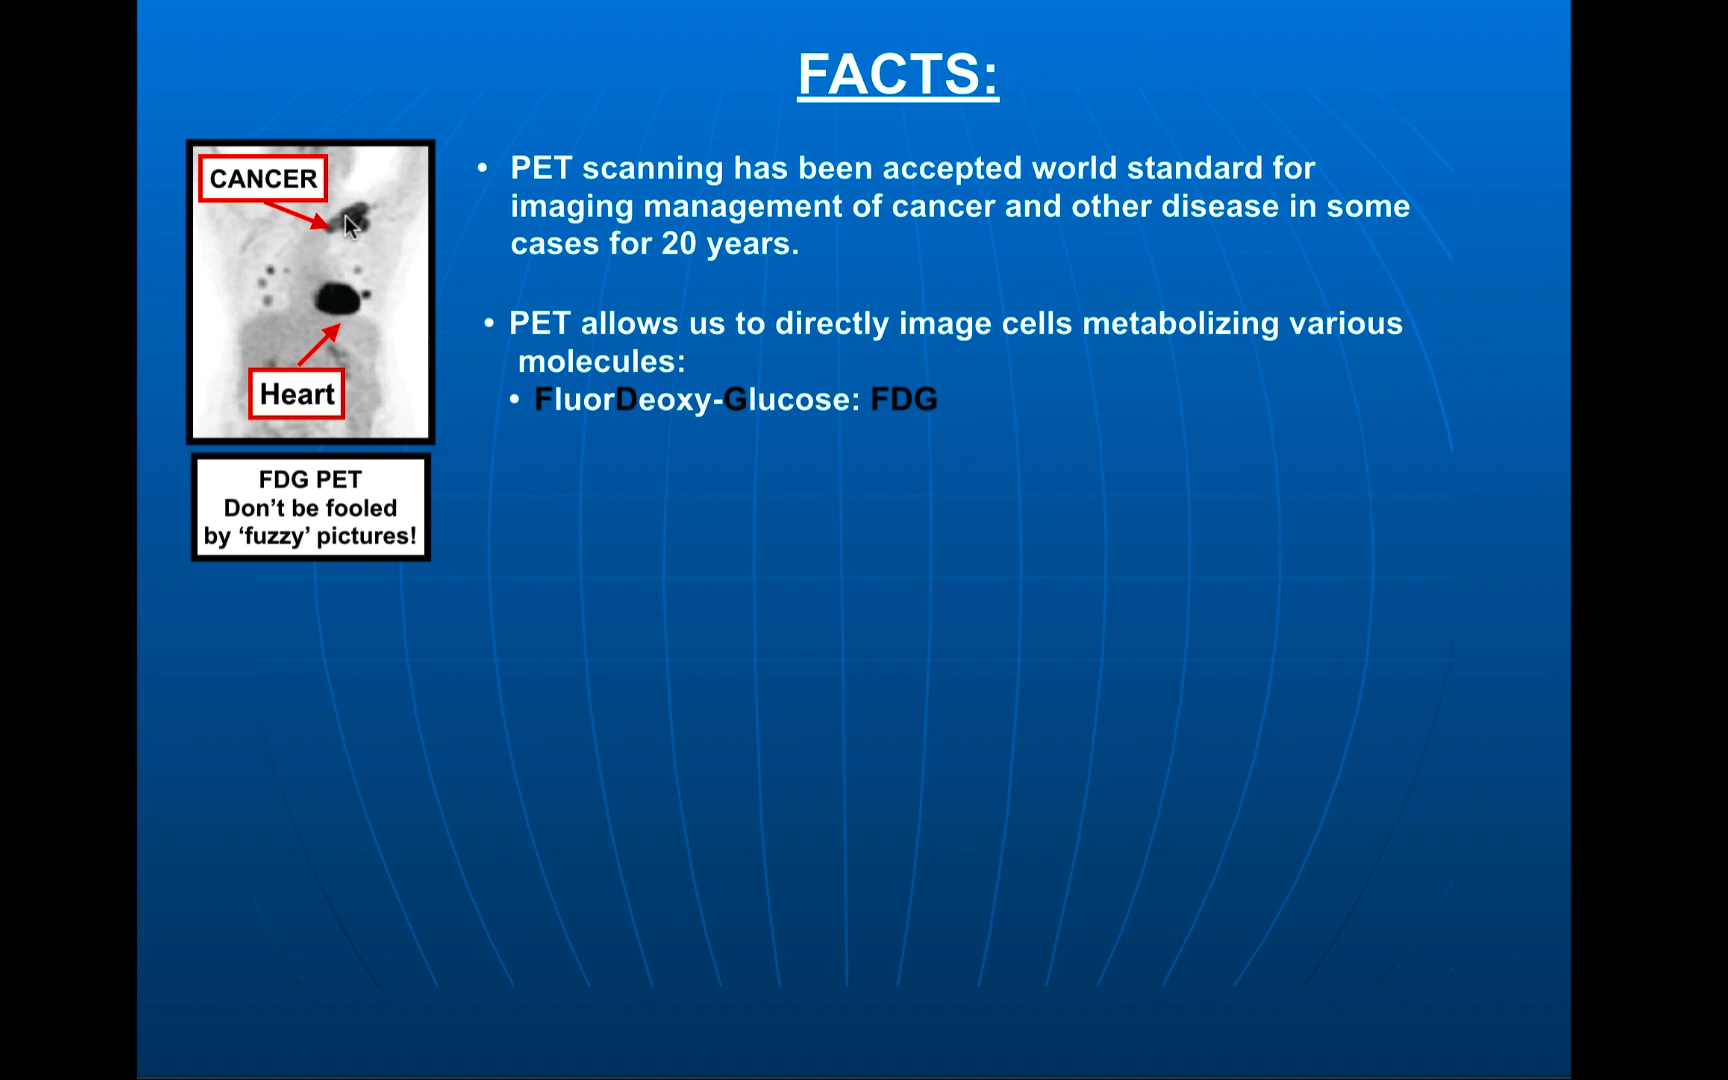 FACTS:
CANCER
Heart
FDG PET
Don’t be fooled
by ‘fuzzy’ pictures!
• PET scanning has been accepted world standard for
imaging management of cancer and other disease in some
cases for 20 years.
• PET allows us to directly image cells metabolizing various
molecules:
• FluorDeoxy-Glucose: FDG